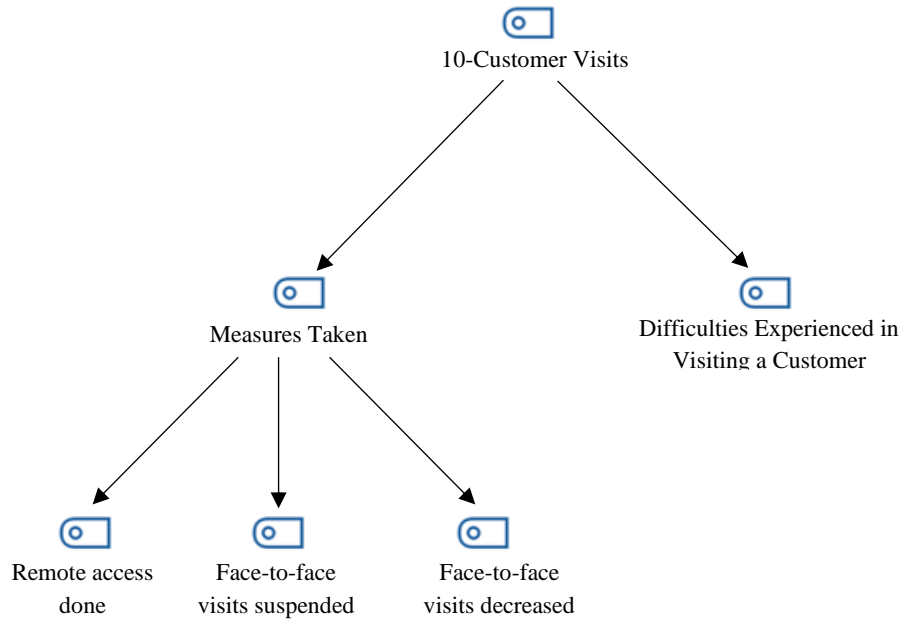 10-Customer Visits
Measures Taken
Difficulties Experienced in
Visiting a Customer
Remote access
done
Face-to-face
visits suspended
Face-to-face
visits decreased